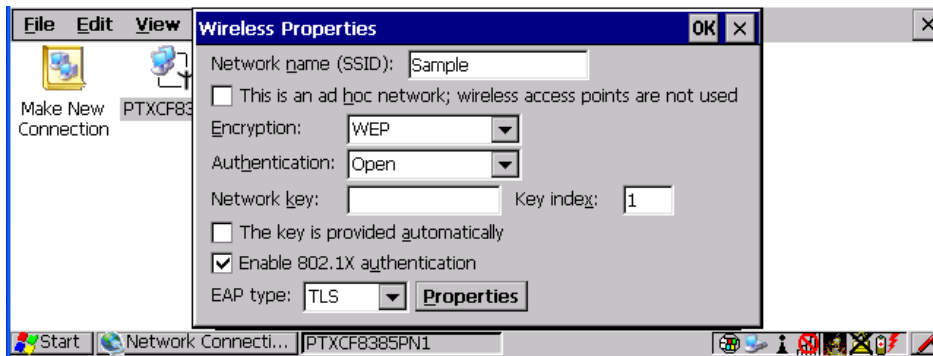 File Edit View
Wireless Properties OK
Network name (SSID): Sample
This is an ad hoc network; wireless access points are not used
Make New
Connection
PTXCF83
Encryption: WEP
Authentication: Open
Network key: Key index: 1
The key is provided automatically
Enable 802.1X authentication
EAP type: TLS Properties
Start Network Connecti... PTXCF8385PN1